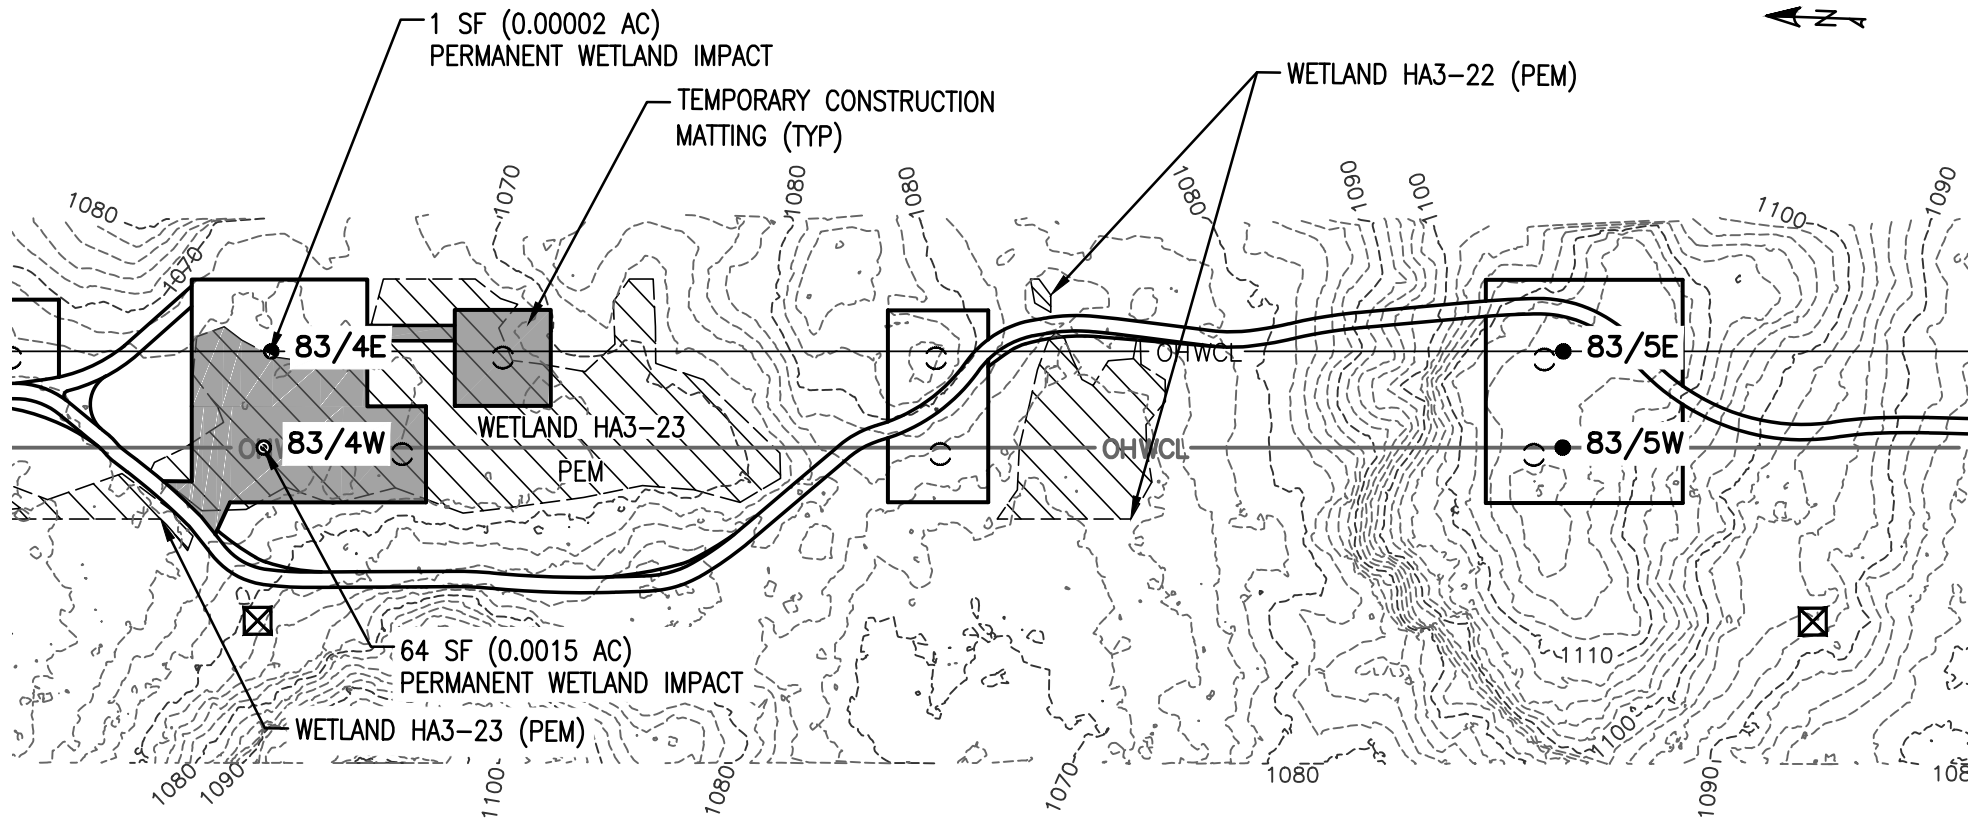 1 SF (0.00002 AC)
PERMANENT WETLAND IMPACT
N
WETLAND HA3-22 (PEM)
TEMPORARY CONSTRUCTION
MATTING (TYP)
1080
1070
1070
1080
1080
1080
1090
1100
1100
1090
83/4E
OHWCL
83/5E
WETLAND HA3-23
PEM
83/4W
OHWCL
83/5W
64 SF (0.0015 AC)
PERMANENT WETLAND IMPACT
WETLAND HA3-23 (PEM)
1110
1100
1080
1090
1100
1080
1070
1080
1090